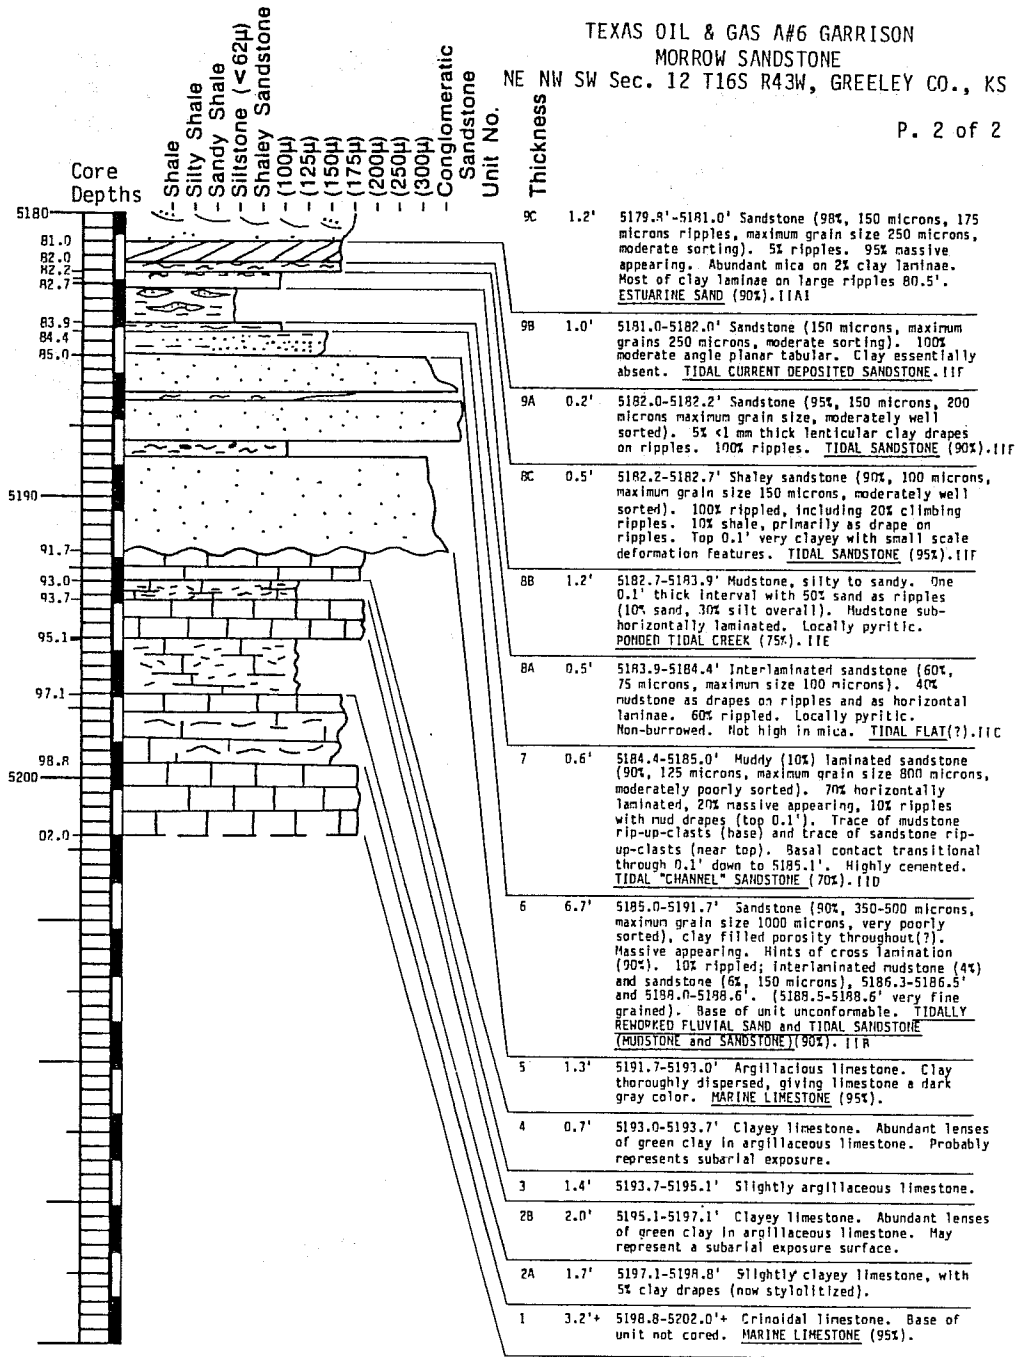 TEXAS OIL & GAS A#6 GARRISON
MORROW SANDSTONE
NE NW SW Sec. 12 T16S R43W, GREELEY CO., KS
P. 2 of 2
Core
Depths
Shale
Silty Shale
Sandy Shale
Siltstone (<62µ)
Shaley Sandstone
(100µ)
(125µ)
(150µ)
(175µ)
(200µ)
(250µ)
(300µ)
Conglomeratic
Sandstone
Unit No.
Thickness
5180
81.0
82.0
82.2
82.7
83.9
84.4
85.0
5190
91.7
93.0
93.7
95.1
97.1
98.8
5200
02.0
9C 1.2' 5179.8'-5181.0' Sandstone (98%, 150 microns, 175
microns ripples, maximum grain size 250 microns,
moderate sorting). 5% ripples. 95% massive
appearing. Abundant mica on 2% clay laminae.
Most of clay laminae on large ripples 80.5'.
ESTUARINE SAND (90%).IIAI
9B 1.0' 5181.0-5182.0' Sandstone (150 microns, maximum
grains 250 microns, moderate sorting). 100%
moderate angle planar tabular. Clay essentially
absent. TIDAL CURRENT DEPOSITED SANDSTONE.IIF
9A 0.2' 5182.0-5182.2' Sandstone (95%, 150 microns, 200
microns maximum grain size, moderately well
sorted). 5% <1 mm thick lenticular clay drapes
on ripples. 100% ripples. TIDAL SANDSTONE (90%).IIF
8C 0.5' 5182.2-5182.7' Shaley sandstone (90%, 100 microns,
maximum grain size 150 microns, moderately well
sorted). 100% rippled, including 20% climbing
ripples. 10% shale, primarily as drape on
ripples. Top 0.1' very clayey with small scale
deformation features. TIDAL SANDSTONE (95%).IIF
8B 1.2' 5182.7-5183.9' Mudstone, silty to sandy. One
0.1' thick interval with 50% sand as ripples
(10% sand, 30% silt overall). Mudstone sub-
horizontally laminated. Locally pyritic.
PONDED TIDAL CREEK (75%). IIE
8A 0.5' 5183.9-5184.4' Interlaminated sandstone (60%,
75 microns, maximum size 100 microns). 40%
mudstone as drapes on ripples and as horizontal
laminae. 60% rippled. Locally pyritic.
Non-burrowed. Not high in mica. TIDAL FLAT(?).IIC
7 0.6' 5184.4-5185.0' Muddy (10%) laminated sandstone
(90%, 125 microns, maximum grain size 800 microns,
moderately poorly sorted). 70% horizontally
laminated, 20% massive appearing, 10% ripples
with mud drapes (top 0.1'). Trace of mudstone
rip-up-clasts (base) and trace of sandstone rip-
up-clasts (near top). Basal contact transitional
through 0.1' down to 5185.1'. Highly cemented.
TIDAL "CHANNEL" SANDSTONE (70%).IID
6 6.7' 5185.0-5191.7' Sandstone (90%, 350-500 microns,
maximum grain size 1000 microns, very poorly
sorted), clay filled porosity throughout(?).
Massive appearing. Hints of cross lamination
(90%). 10% rippled; interlaminated mudstone (4%)
and sandstone (6%, 150 microns), 5186.3-5186.5'
and 5188.0-5188.6'. (5188.5-5188.6' very fine
grained). Base of unit unconformable. TIDALLY
REWORKED FLUVIAL SAND and TIDAL SANDSTONE
(MUDSTONE and SANDSTONE)(90%). IIB
5 1.3' 5191.7-5193.0' Argillacious limestone. Clay
thoroughly dispersed, giving limestone a dark
gray color. MARINE LIMESTONE (95%).
4 0.7' 5193.0-5193.7' Clayey limestone. Abundant lenses
of green clay in argillaceous limestone. Probably
represents subarial exposure.
3 1.4' 5193.7-5195.1' Slightly argillaceous limestone.
2B 2.0' 5195.1-5197.1' Clayey limestone. Abundant lenses
of green clay in argillaceous limestone. May
represent a subarial exposure surface.
2A 1.7' 5197.1-5198.8' Slightly clayey limestone, with
5% clay drapes (now stylolitized).
1 3.2'+ 5198.8-5202.0'+ Crinoidal limestone. Base of
unit not cored. MARINE LIMESTONE (95%).